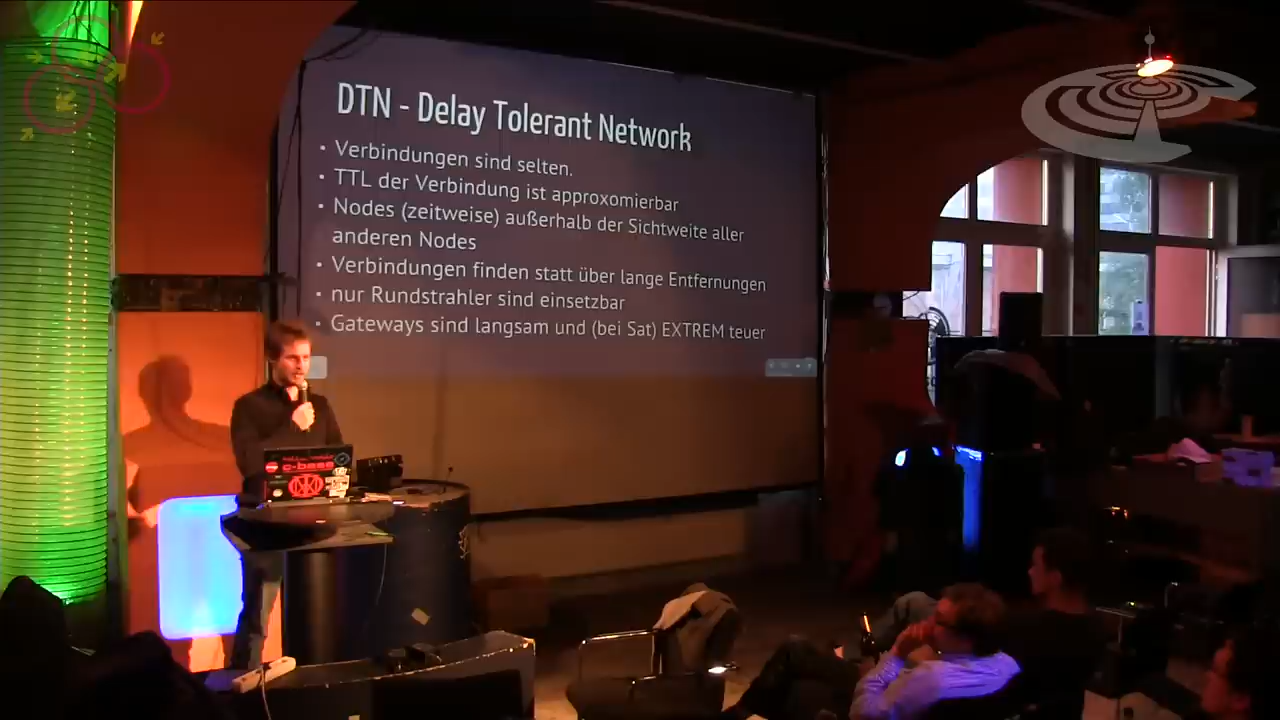 DTN - Delay Tolerant Network
• Verbindungen sind selten.
• TTL der Verbindung ist approxomierbar
• Nodes (zeitweise) außerhalb der Sichtweite aller
anderen Nodes
• Verbindungen finden statt über lange Entfernungen
• nur Rundstrahler sind einsetzbar
• Gateways sind langsam und (bei Sat) EXTREM teuer
c-base